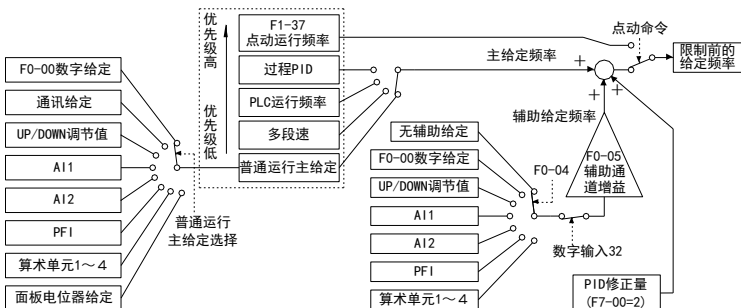 优先级高
优先级低
F1-37
点动运行频率
过程PID
PLC运行频率
多段速
普通运行主给定
F0-00数字给定
通讯给定
UP/DOWN调节值
AI1
AI2
PFI
算术单元1～4
面板电位器给定
普通运行
主给定选择
主给定频率
点动命令
限制前的
给定频率
+
+
+
辅助给定频率
无辅助给定
F0-00数字给定
UP/DOWN调节值
AI1
AI2
PFI
算术单元1～4
F0-04
F0-05
辅助通
道增益
数字输入32
PID修正量
(F7-00=2)